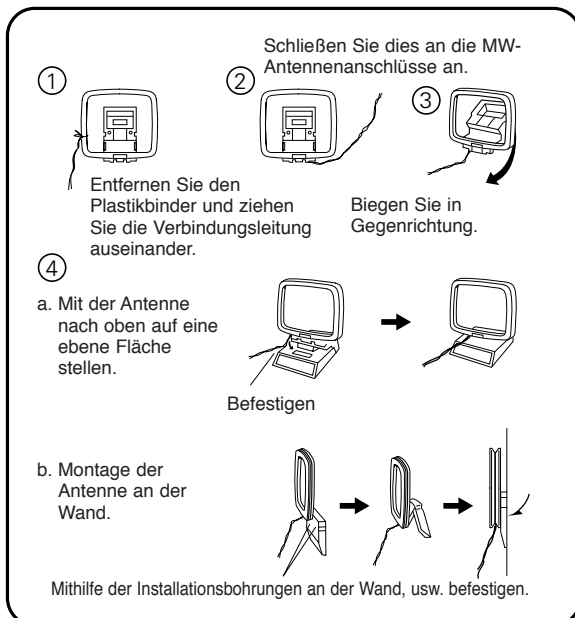 Schließen Sie dies an die MW-
Antennenanschlüsse an.
1
2
3
Entfernen Sie den
Plastikbinder und ziehen
Sie die Verbindungsleitung
auseinander.
Biegen Sie in
Gegenrichtung.
4
a. Mit der Antenne
nach oben auf eine
ebene Fläche
stellen.
Befestigen
b. Montage der
Antenne an der
Wand.
Mithilfe der Installationsbohrungen an der Wand, usw. befestigen.